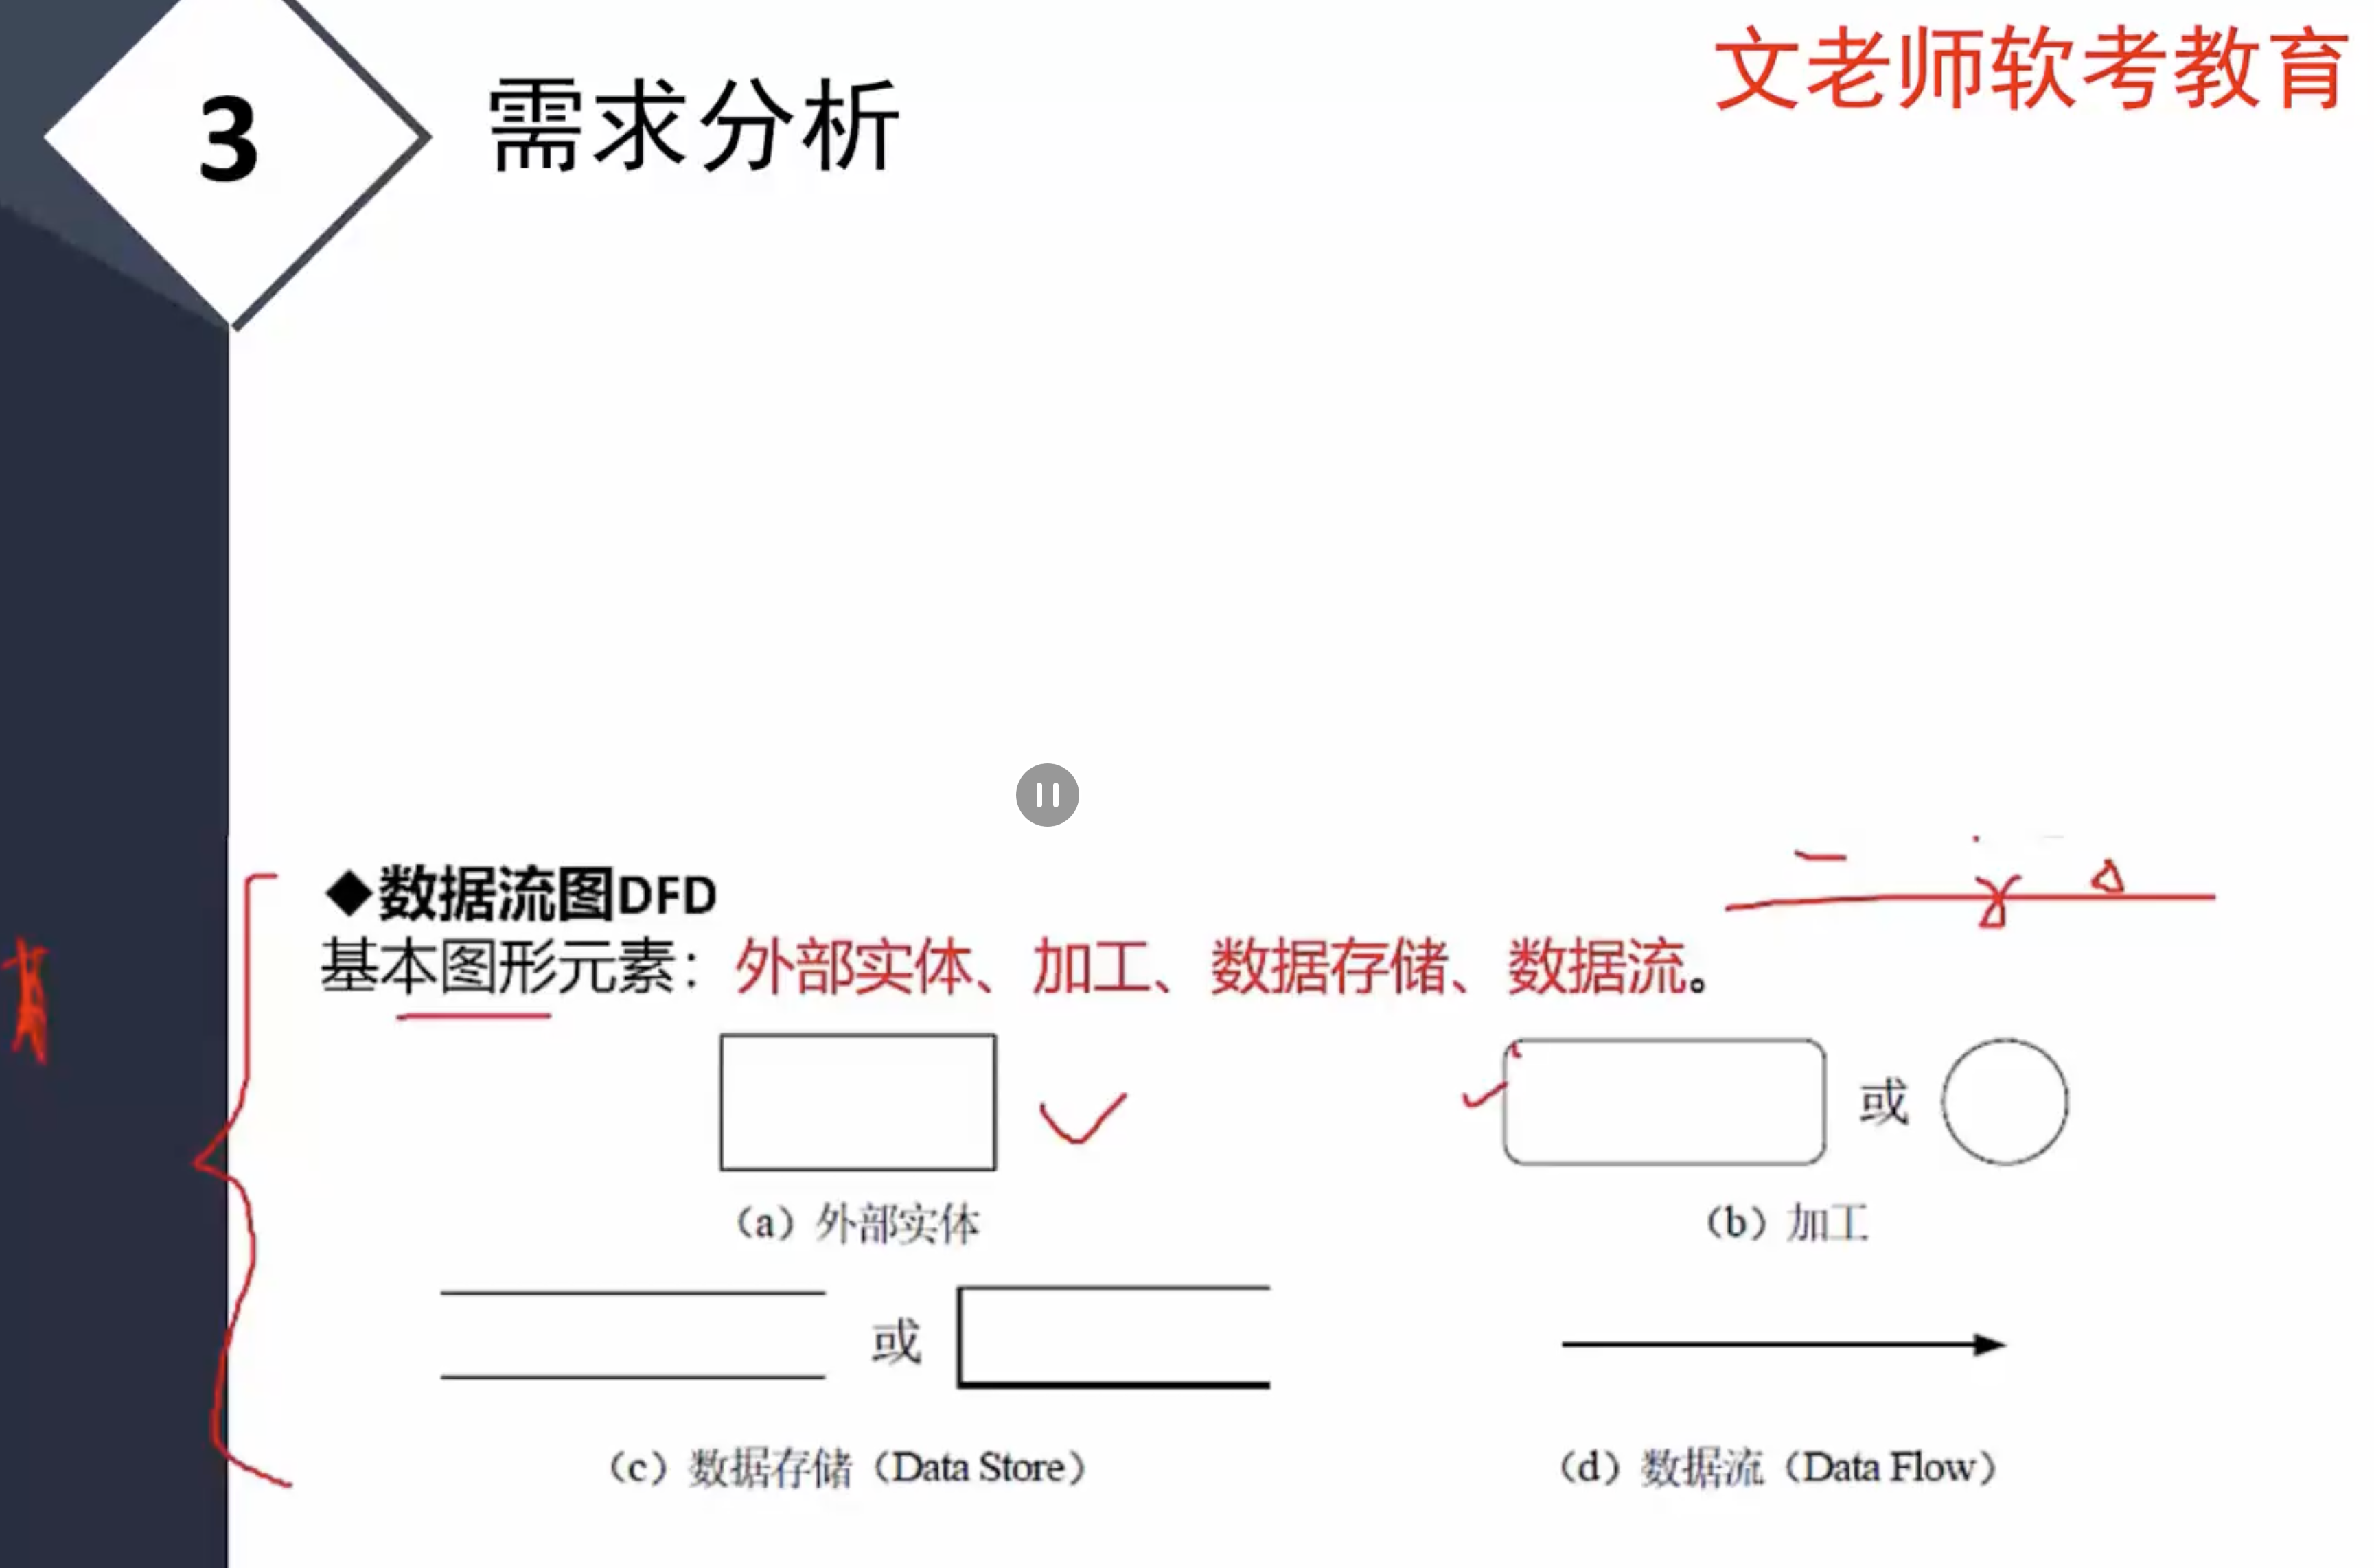 文老师软考教育
3
需求分析
◆数据流图DFD
基本图形元素：外部实体、加工、数据存储、数据流。
或
（a）外部实体
（b）加工
或
（c）数据存储（Data Store）
（d）数据流（Data Flow）